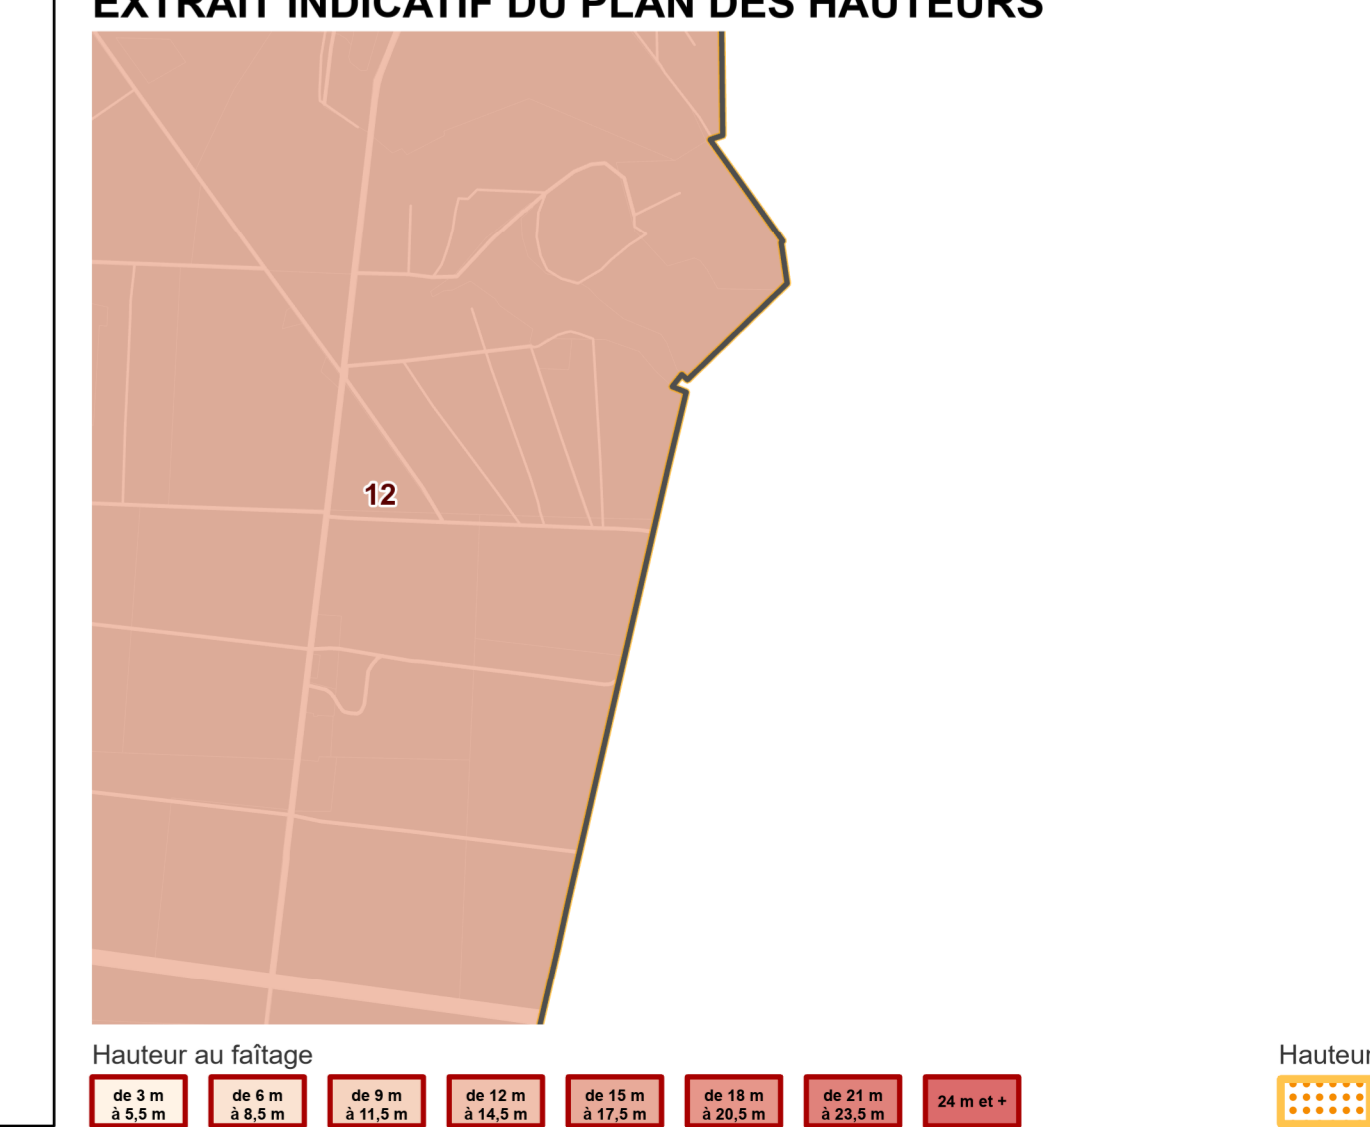 EXTRAIT INDICATIF DU PLAN DES HAUTEURS
12
Hauteur au faîtage
Hauteur
de 3 m
à 5,5 m
de 6 m
à 8,5 m
de 9 m
à 11,5 m
de 12 m
à 14,5 m
de 15 m
à 17,5 m
de 18 m
à 20,5 m
de 21 m
à 23,5 m
24 m et +